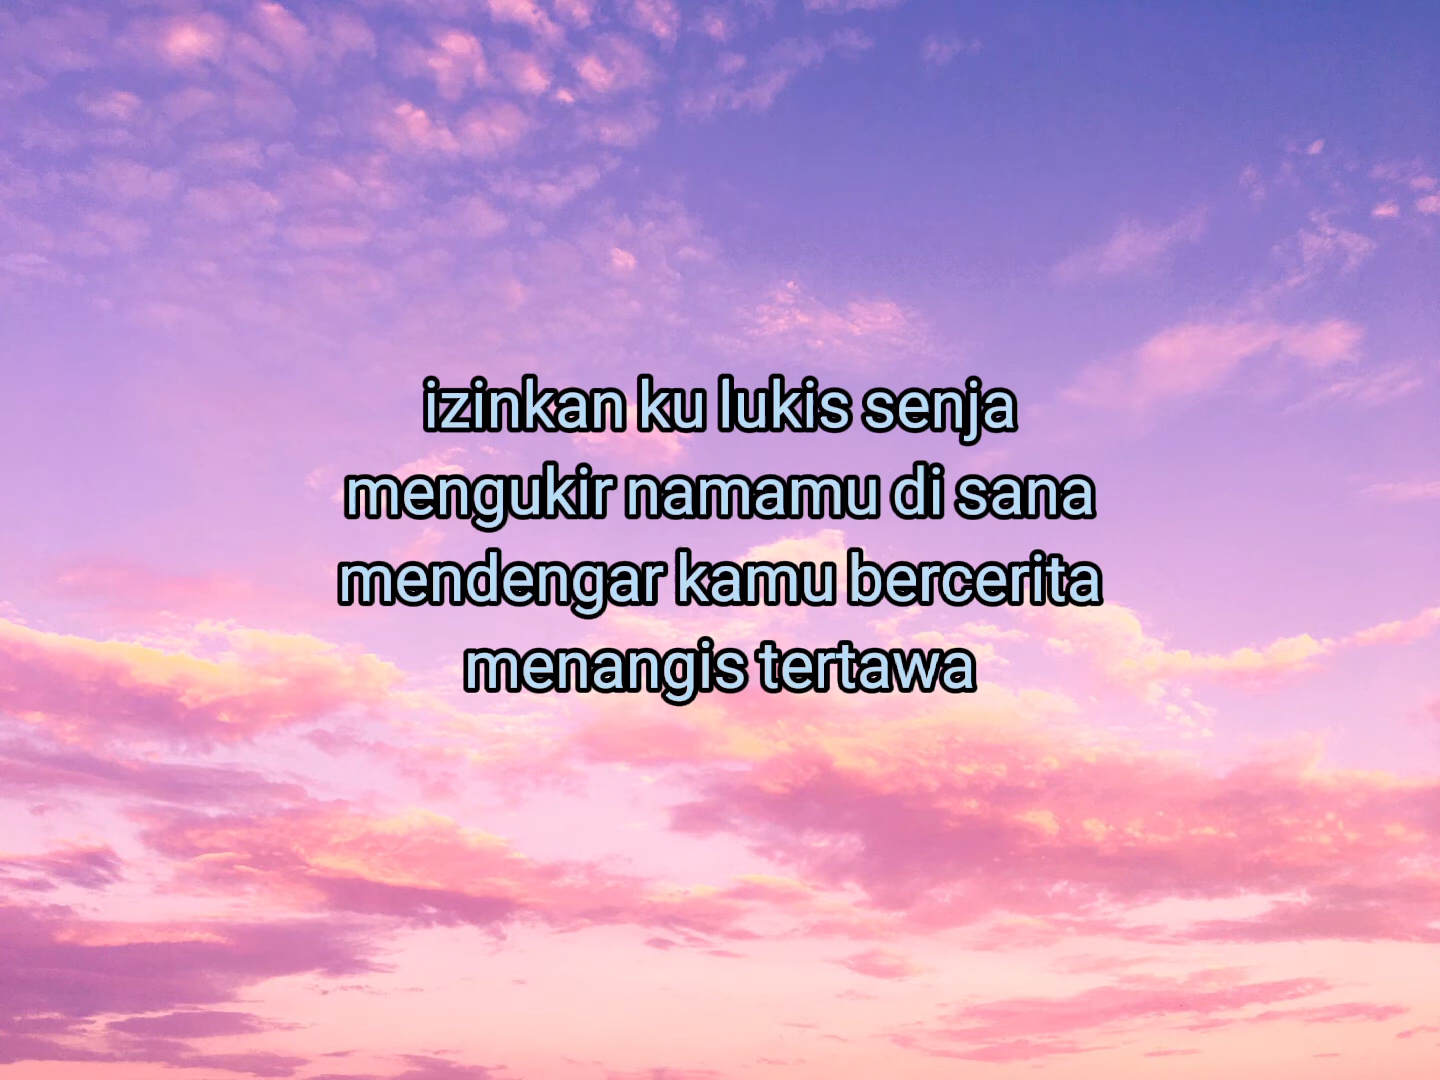 izinkan ku lukis senja
mengukir namamu di sana
mendengar kamu bercerita
menangis tertawa